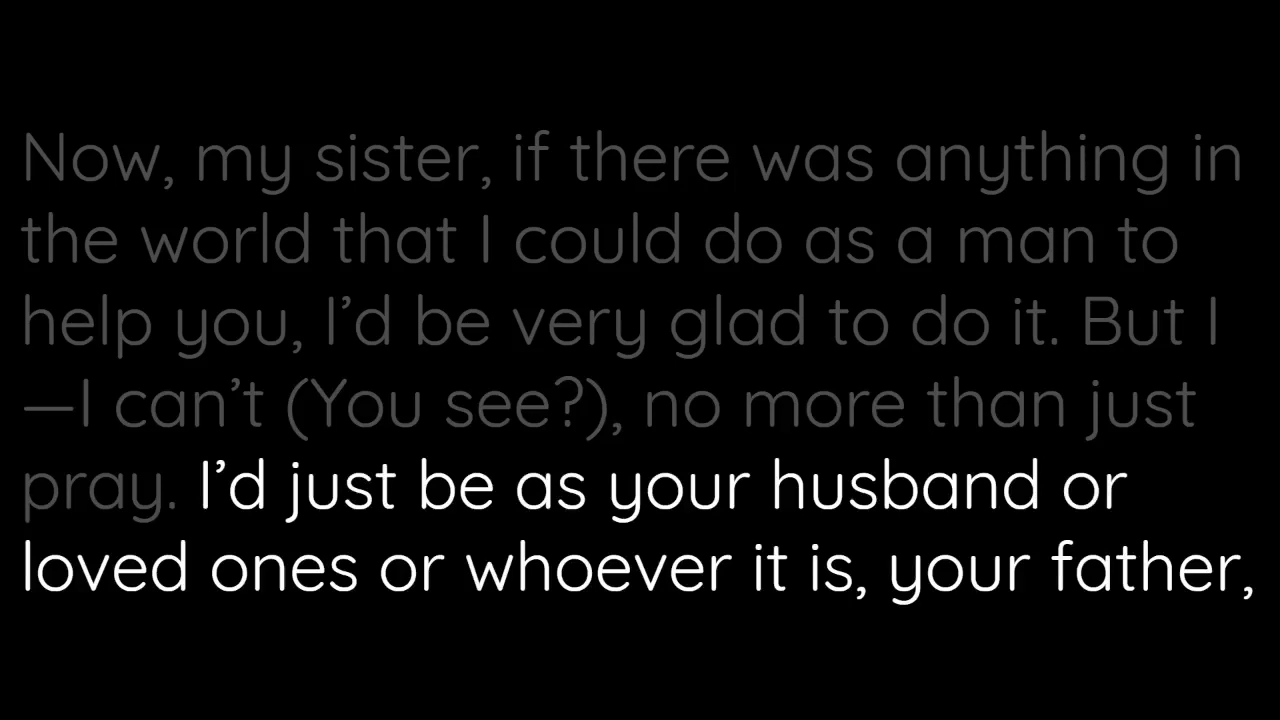 Now, my sister, if there was anything in
the world that I could do as a man to
help you, I’d be very glad to do it. But I
—I can’t (You see?), no more than just
pray. I’d just be as your husband or
loved ones or whoever it is, your father,